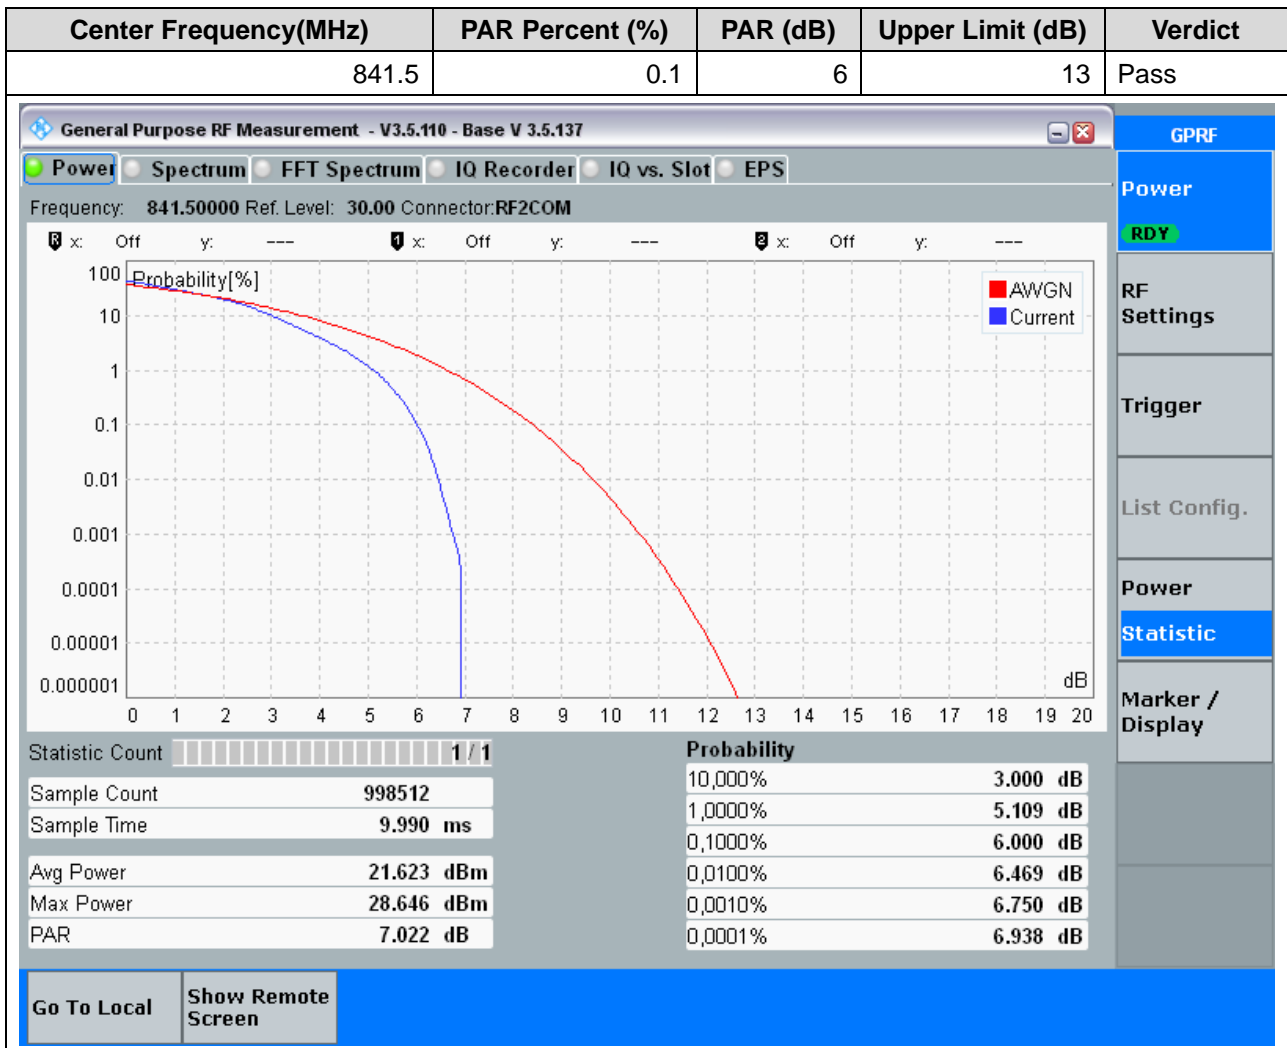 Center Frequency(MHz) PAR Percent (%) PAR (dB) Upper Limit (dB) Verdict
841.5 0.1 6 13 Pass
General Purpose RF Measurement - V3.5.110 - Base V 3.5.137
GPRF
Power Spectrum FFT Spectrum IQ Recorder IQ vs. Slot EPS
Frequency: 841.50000 Ref. Level: 30.00 Connector:RF2COM
R x: Off y: --- 1 x: Off y: --- 2 x: Off y: ---
Probability[%]
100
10
1
0.1
0.01
0.001
0.0001
0.00001
0.000001
AWGN
Current
dB
0 1 2 3 4 5 6 7 8 9 10 11 12 13 14 15 16 17 18 19 20
Statistic Count 1 / 1
Sample Count 998512
Sample Time 9.990 ms
Avg Power 21.623 dBm
Max Power 28.646 dBm
PAR 7.022 dB
Probability
10,000% 3.000 dB
1,0000% 5.109 dB
0,1000% 6.000 dB
0,0100% 6.469 dB
0,0010% 6.750 dB
0,0001% 6.938 dB
Power
RDY
RF
Settings
Trigger
List Config.
Power
Statistic
Marker /
Display
Go To Local
Show Remote
Screen